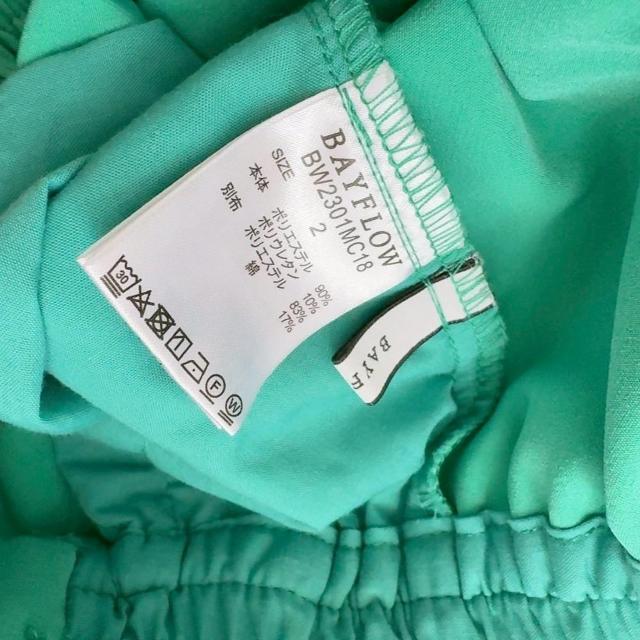 BAYFLOW
BW2301MC18
SIZE 2
本体 ポリエステル 90%
ポリウレタン 10%
別布 ポリエステル 83%
綿 17%
30
F
W
BAYF